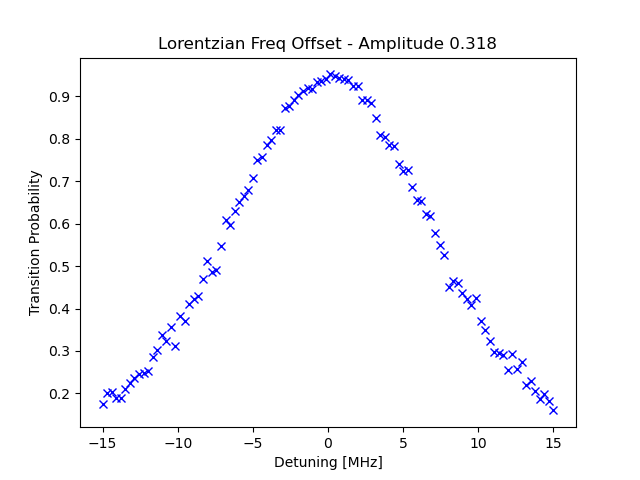 Lorentzian Freq Offset - Amplitude 0.318
Transition Probability
0.9
0.8
0.7
0.6
0.5
0.4
0.3
0.2
−15 −10 −5 0 5 10 15
Detuning [MHz]